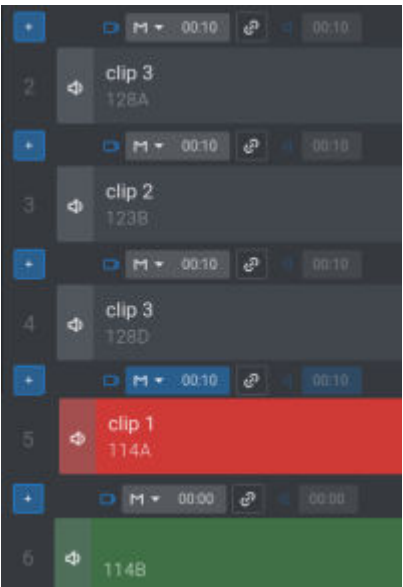 + M 00:10 00:10
2 clip 3
128A
+ M 00:10 00:10
3 clip 2
123B
+ M 00:10 00:10
4 clip 3
128D
+ M 00:10 00:10
5 clip 1
114A
+ M 00:00 00:00
6
114B